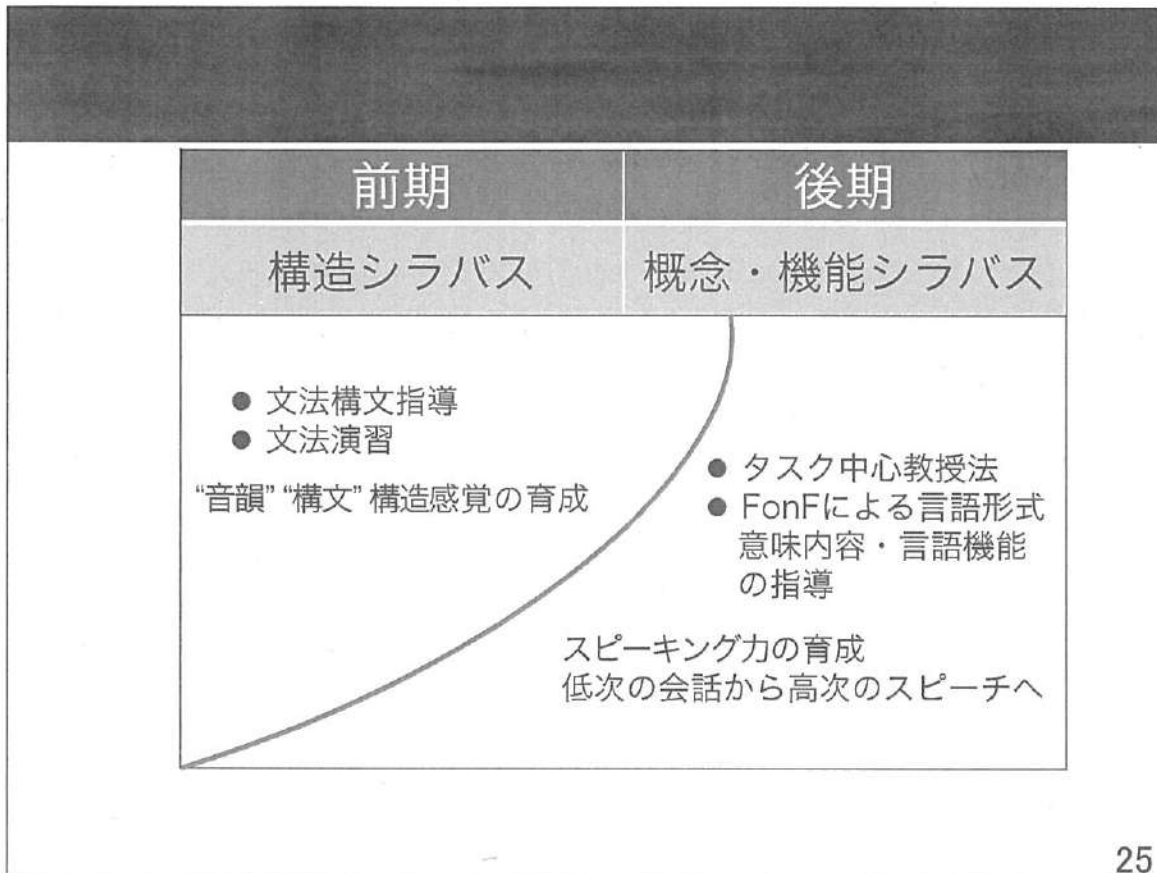 前期
後期
構造シラバス
概念・機能シラバス
● 文法構文指導
● 文法演習
“音韻” “構文” 構造感覚の育成
● タスク中心教授法
● FonFによる言語形式
意味内容・言語機能
の指導
スピーキング力の育成
低次の会話から高次のスピーチへ
25